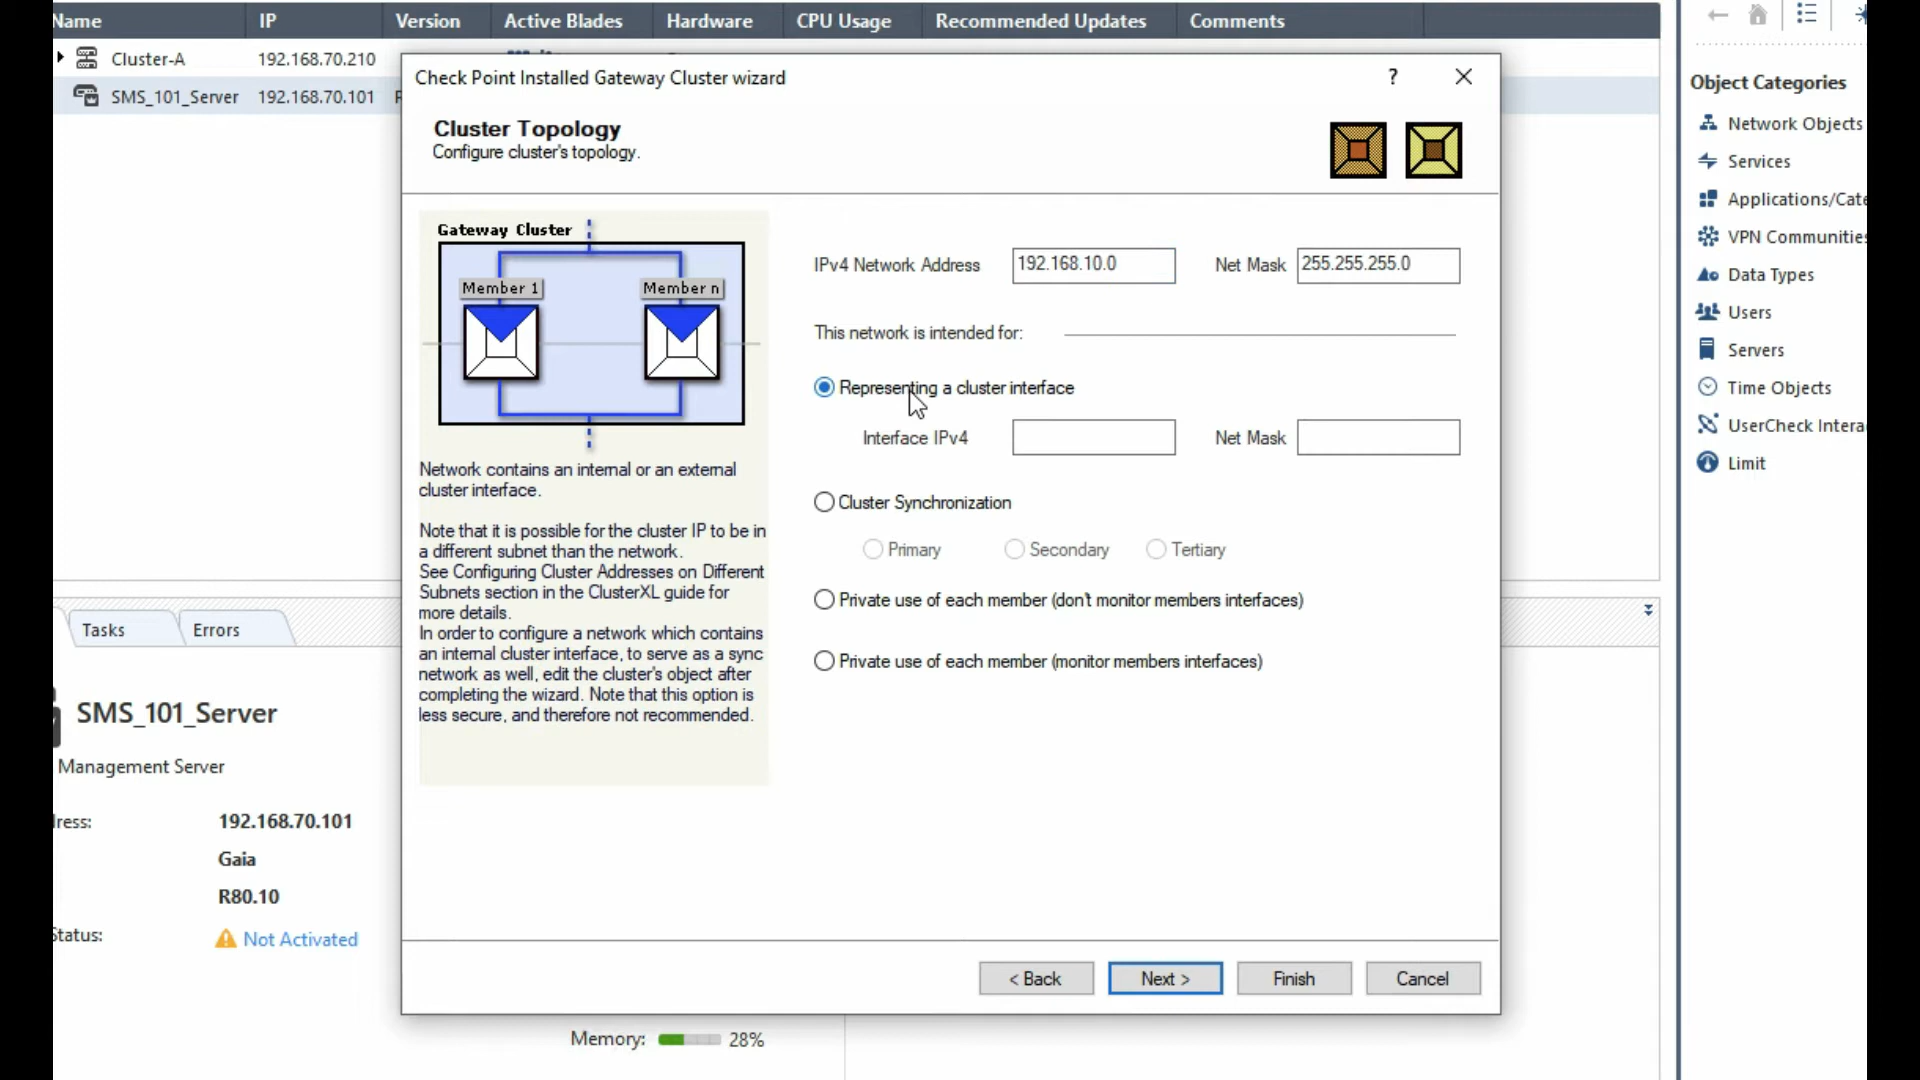 Name IP Version Active Blades Hardware CPU Usage Recommended Updates Comments
Cluster-A 192.168.70.210
SMS_101_Server 192.168.70.101 R
Check Point Installed Gateway Cluster wizard ?
Cluster Topology
Configure cluster's topology.
Gateway Cluster
Member 1 Member n
Network contains an internal or an external
cluster interface.
Note that it is possible for the cluster IP to be in
a different subnet than the network.
See Configuring Cluster Addresses on Different
Subnets section in the ClusterXL guide for
more details.
In order to configure a network which contains
an internal cluster interface, to serve as a sync
network as well, edit the cluster's object after
completing the wizard. Note that this option is
less secure, and therefore not recommended.
IPv4 Network Address 192.168.10.0 Net Mask 255.255.255.0
This network is intended for:
Representing a cluster interface
Interface IPv4 Net Mask
Cluster Synchronization
Primary Secondary Tertiary
Private use of each member (don't monitor members interfaces)
Private use of each member (monitor members interfaces)
< Back Next > Finish Cancel
Object Categories
Network Objects
Services
Applications/Cate
VPN Communities
Data Types
Users
Servers
Time Objects
UserCheck Intera
Limit
Tasks Errors
SMS_101_Server
Management Server
ress: 192.168.70.101
Gaia
R80.10
Status: Not Activated
Memory: 28%